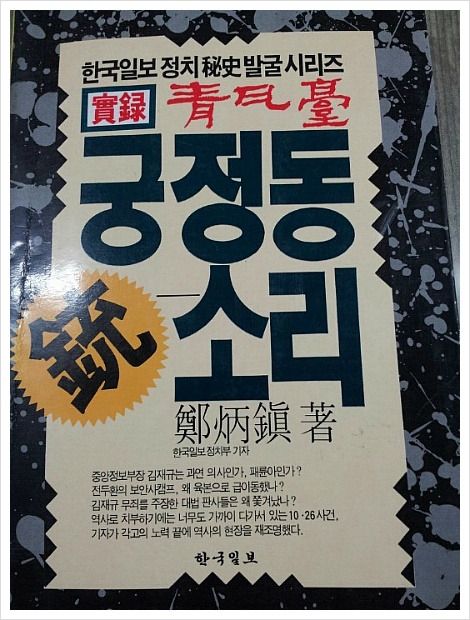 한국일보 정치 秘史 발굴 시리즈
實録 靑瓦臺
궁정동
銃소리
鄭炳鎭 著
한국일보 정치부 기자
중앙정보부장 김재규는 과연 의사인가, 패륜아인가?
전두환의 보안사캠프, 왜 육본으로 급이동했나?
김재규 무죄를 주장한 대법 판사들은 왜 쫓겨났나?
역사로 치부하기에는 너무도 가까이 다가서 있는 10·26사건,
기자가 각고의 노력 끝에 역사의 현장을 재조명했다.
한국일보